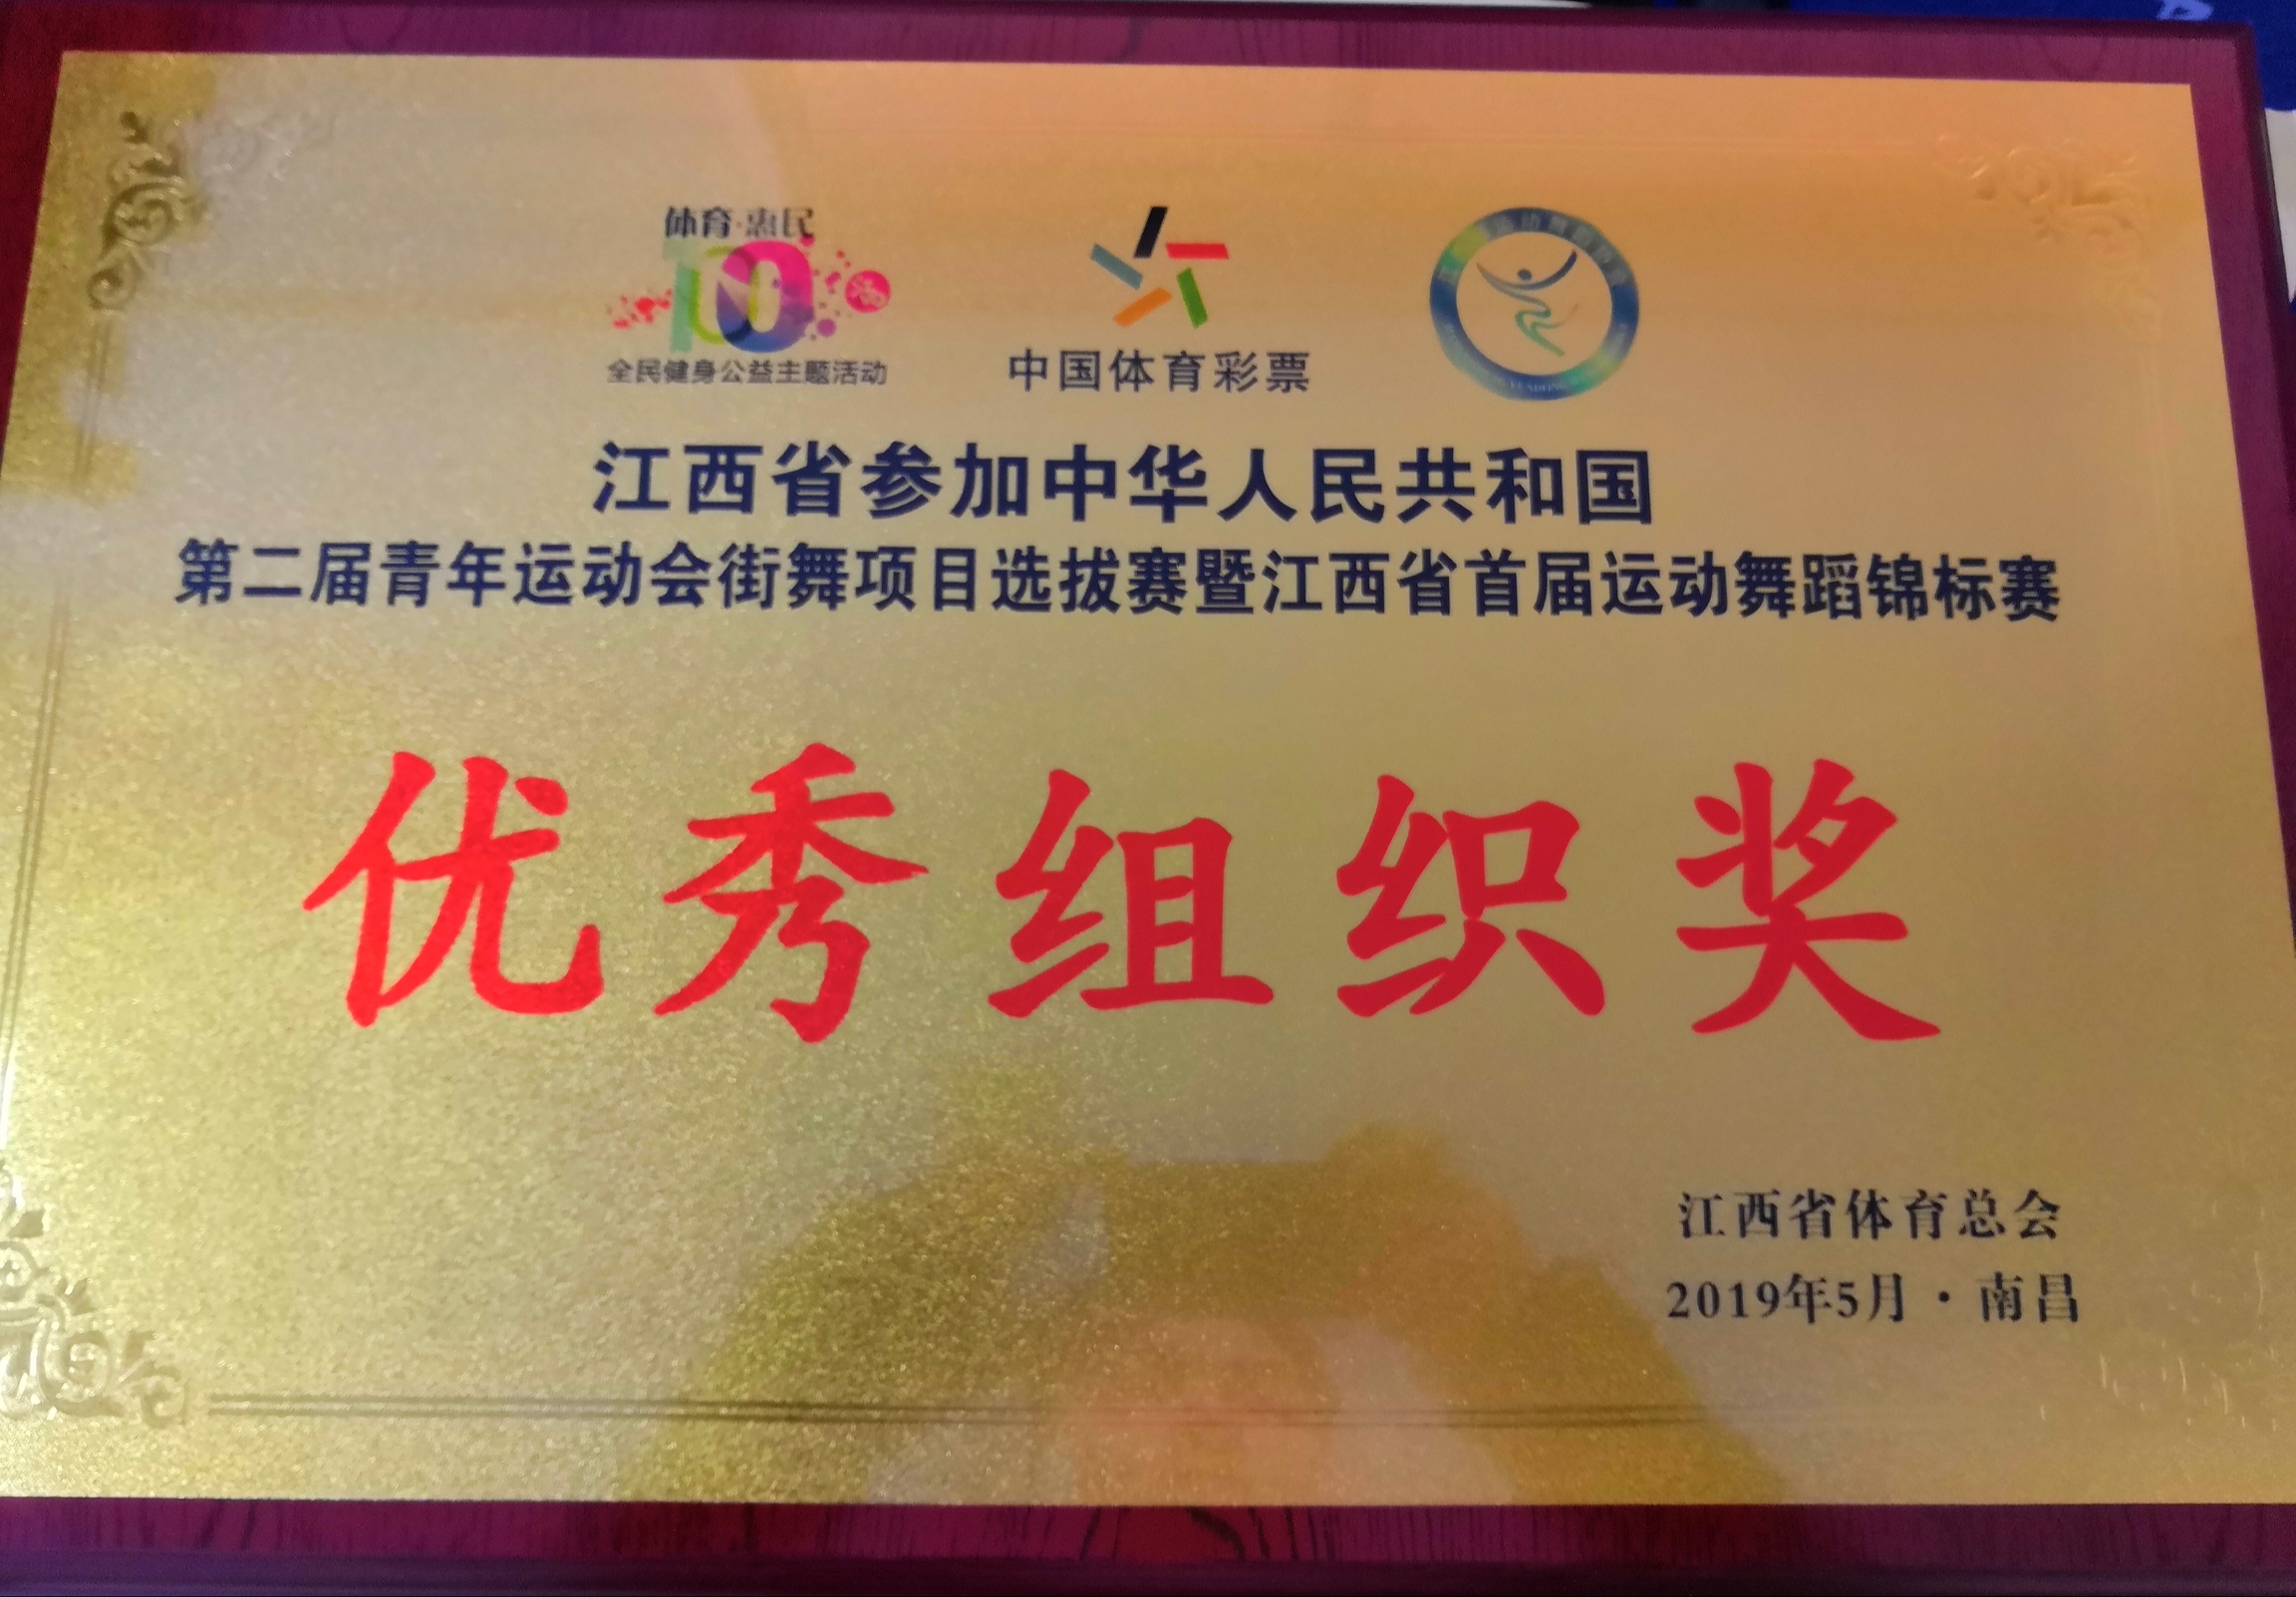 体育·惠民
100
全民健身公益主题活动
中国体育彩票
江西省参加中华人民共和国
第二届青年运动会街舞项目选拔赛暨江西省首届运动舞蹈锦标赛
优秀组织奖
江西省体育总会
2019年5月·南昌